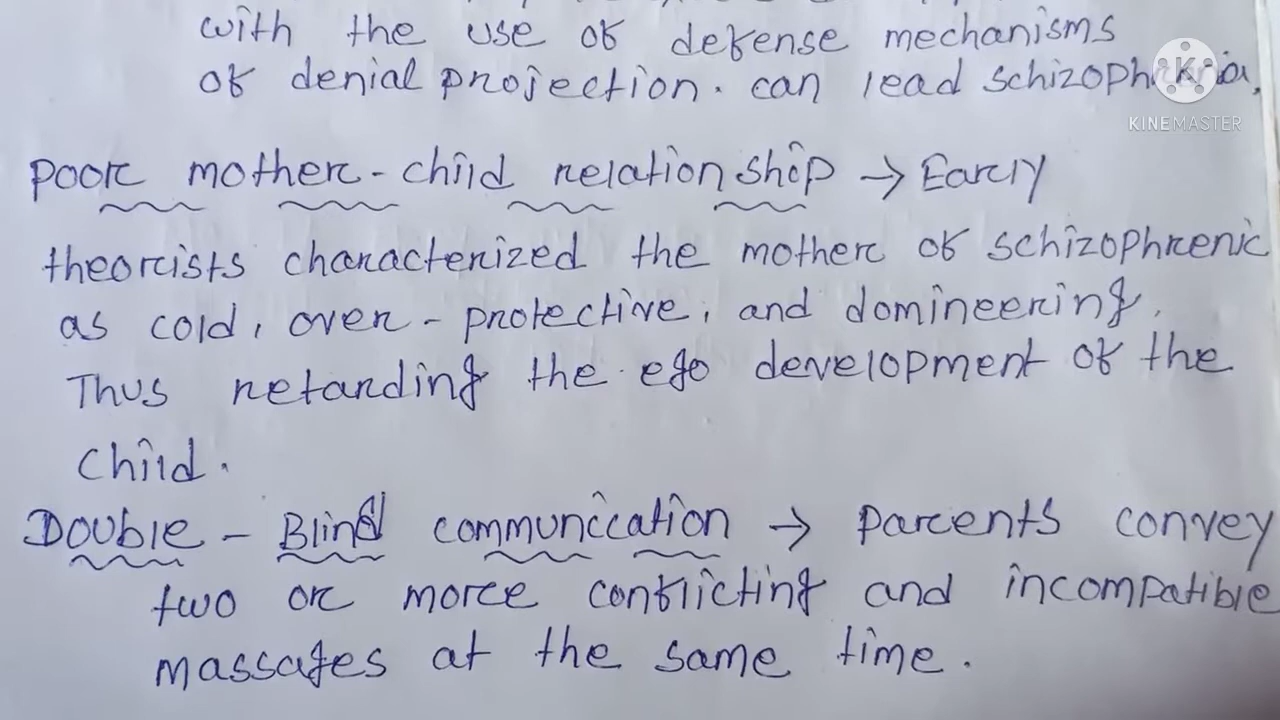 with the use of defense mechanisms
of denial projection. can lead schizophrenia.
KINEMASTER
Poor mother-child relationship → Early
theorists characterized the mother of schizophrenic
as cold, over-protective, and domineering.
Thus retarding the ego development of the
child.
Double-Blind communication → parents convey
two or more conflicting and incompatible
massages at the same time.